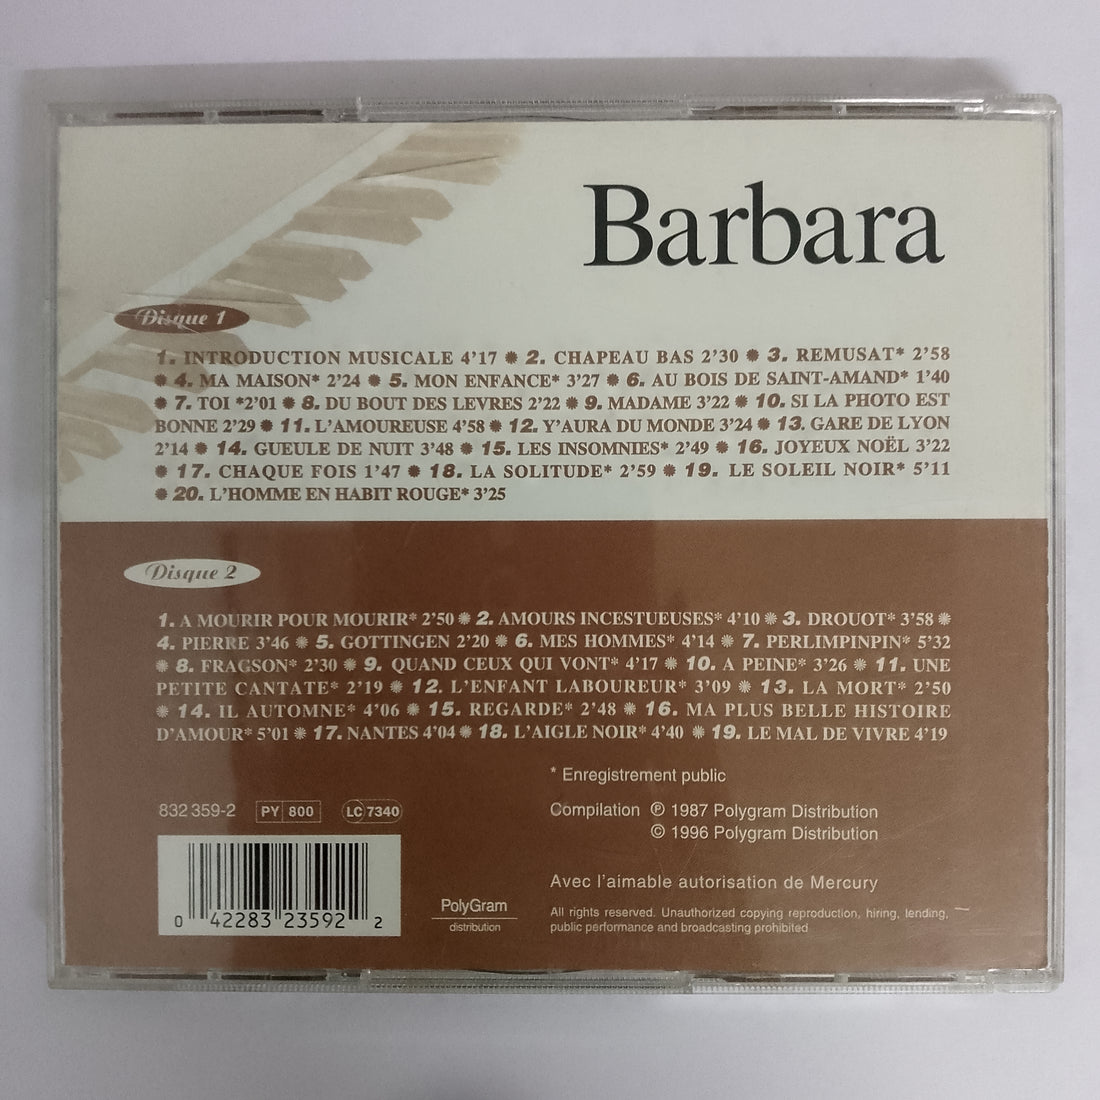 Barbara
Disque 1
1. INTRODUCTION MUSICALE 4'17 ✹ 2. CHAPEAU BAS 2'30 ✹ 3. REMUSAT* 2'58
✹ 4. MA MAISON* 2'24 ✹ 5. MON ENFANCE* 3'27 ✹ 6. AU BOIS DE SAINT-AMAND* 1'40
✹ 7. TOI *2'01 ✹ 8. DU BOUT DES LEVRES 2'22 ✹ 9. MADAME 3'22 ✹ 10. SI LA PHOTO EST
BONNE 2'29 ✹ 11. L'AMOUREUSE 4'58 ✹ 12. Y'AURA DU MONDE 3'24 ✹ 13. GARE DE LYON
2'14 ✹ 14. GUEULE DE NUIT 3'48 ✹ 15. LES INSOMNIES* 2'49 ✹ 16. JOYEUX NOËL 3'22
✹ 17. CHAQUE FOIS 1'47 ✹ 18. LA SOLITUDE* 2'59 ✹ 19. LE SOLEIL NOIR* 5'11
✹ 20. L'HOMME EN HABIT ROUGE* 3'25
Disque 2
1. A MOURIR POUR MOURIR* 2'50 ✹ 2. AMOURS INCESTUEUSES* 4'10 ✹ 3. DROUOT* 3'58 ✹
4. PIERRE 3'46 ✹ 5. GOTTINGEN 2'20 ✹ 6. MES HOMMES* 4'14 ✹ 7. PERLIMPINPIN* 5'32
✹ 8. FRAGSON* 2'30 ✹ 9. QUAND CEUX QUI VONT* 4'17 ✹ 10. A PEINE* 3'26 ✹ 11. UNE
PETITE CANTATE* 2'19 ✹ 12. L'ENFANT LABOUREUR* 3'09 ✹ 13. LA MORT* 2'50
✹ 14. IL AUTOMNE* 4'06 ✹ 15. REGARDE* 2'48 ✹ 16. MA PLUS BELLE HISTOIRE
D'AMOUR* 5'01 ✹ 17. NANTES 4'04 ✹ 18. L'AIGLE NOIR* 4'40 ✹ 19. LE MAL DE VIVRE 4'19
* Enregistrement public
832 359-2 PY 800 LC 7340
Compilation ℗ 1987 Polygram Distribution
© 1996 Polygram Distribution
Avec l'aimable autorisation de Mercury
All rights reserved. Unauthorized copying reproduction, hiring, lending,
public performance and broadcasting prohibited
PolyGram
distribution
0 42283 23592 2